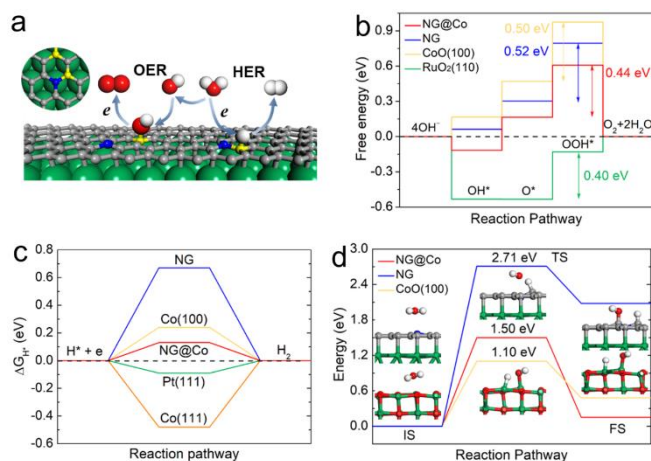 a
OER
HER
e
e
b
NG@Co
NG
CoO(100)
RuO₂(110)
0.50 eV
0.52 eV
0.44 eV
0.40 eV
4OH⁻
OH*
O*
OOH*
O₂+2H₂O
Free energy (eV)
0.9
0.6
0.3
0.0
-0.3
-0.6
Reaction Pathway
c
ΔG_H* (eV)
0.8
0.6
0.4
0.2
0.0
-0.2
-0.4
-0.6
NG
Co(100)
NG@Co
Pt(111)
Co(111)
H* + e
H₂
Reaction pathway
d
NG@Co
NG
CoO(100)
2.71 eV
TS
1.50 eV
1.10 eV
IS
FS
Energy (eV)
3.0
2.4
1.8
1.2
0.6
0.0
Reaction Pathway